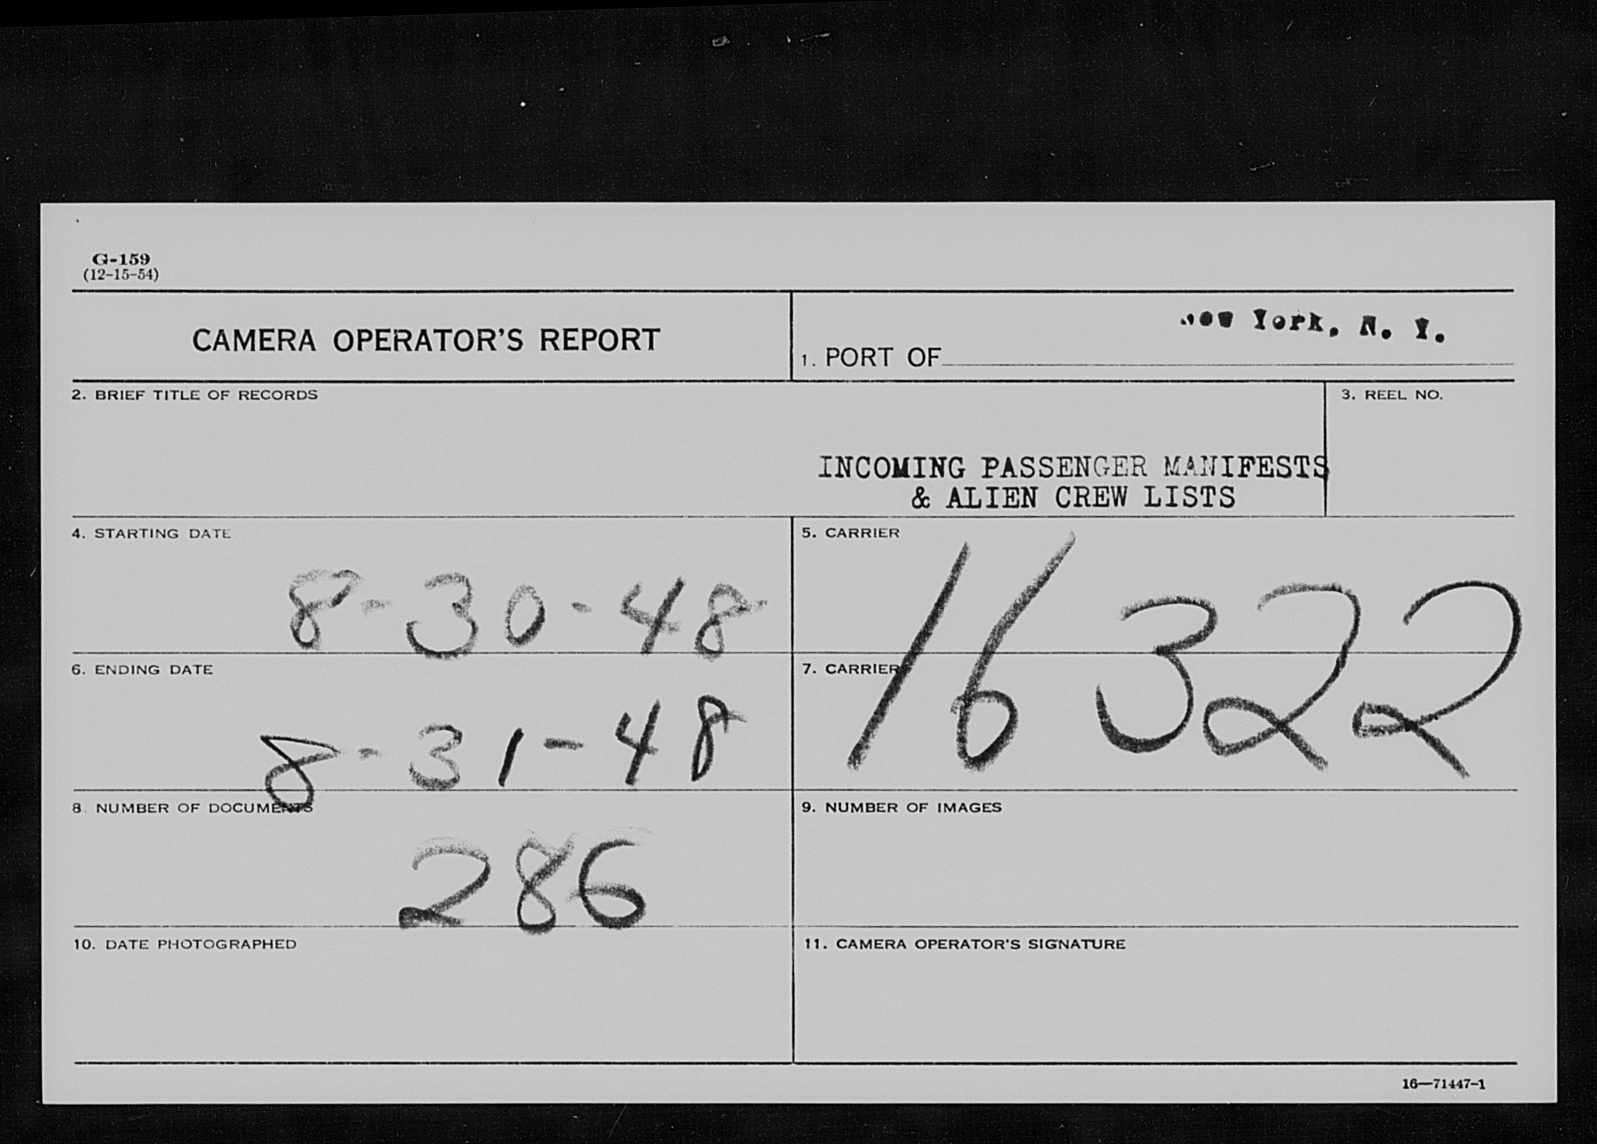 G-159
(12-15-54)
CAMERA OPERATOR'S REPORT
1. PORT OF New York, N. Y.
2. BRIEF TITLE OF RECORDS
3. REEL NO.
INCOMING PASSENGER MANIFESTS
& ALIEN CREW LISTS
4. STARTING DATE
8-30-48
5. CARRIER
16322
6. ENDING DATE
8-31-48
7. CARRIER
8. NUMBER OF DOCUMENTS
286
9. NUMBER OF IMAGES
10. DATE PHOTOGRAPHED
11. CAMERA OPERATOR'S SIGNATURE
16—71447-1